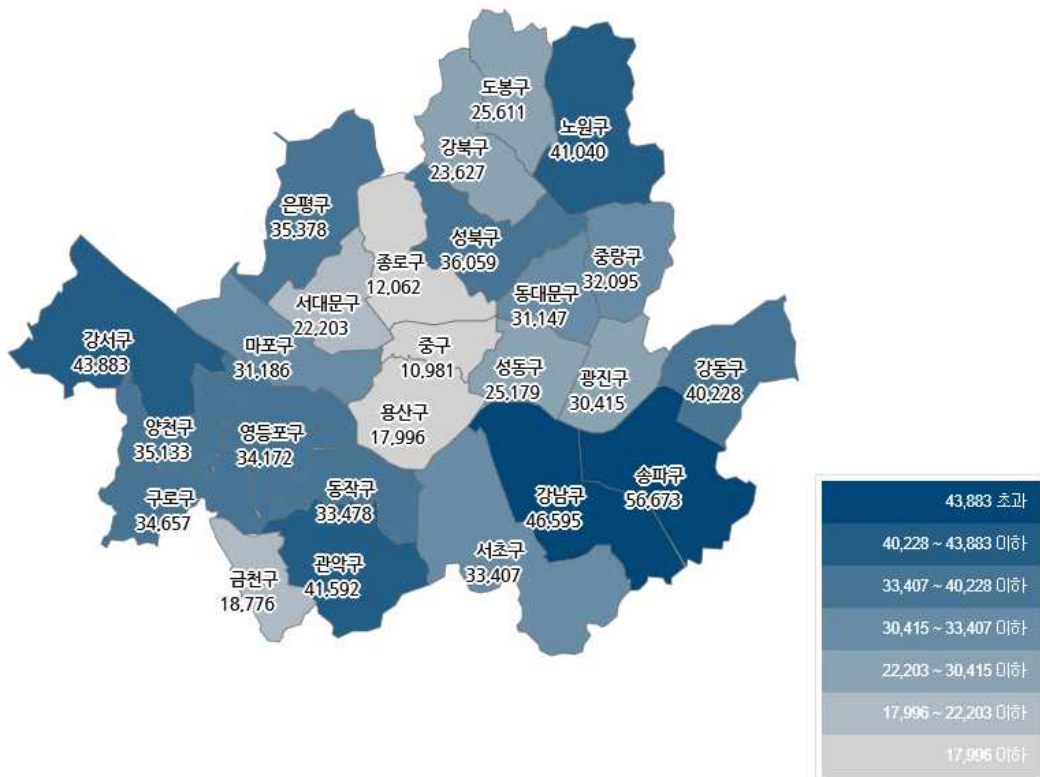 도봉구
25,611
노원구
41,040
강북구
23,627
은평구
35,378
성북구
36,059
중랑구
32,095
종로구
12,062
동대문구
31,147
서대문구
22,203
강서구
43,883
마포구
31,186
중구
10,981
성동구
25,179
광진구
30,415
강동구
40,228
용산구
17,996
양천구
35,133
영등포구
34,172
송파구
56,673
강남구
46,595
동작구
33,478
구로구
34,657
서초구
33,407
관악구
41,592
금천구
18,776
43,883 초과
40,228 ~ 43,883 이하
33,407 ~ 40,228 이하
30,415 ~ 33,407 이하
22,203 ~ 30,415 이하
17,996 ~ 22,203 이하
17,996 이하